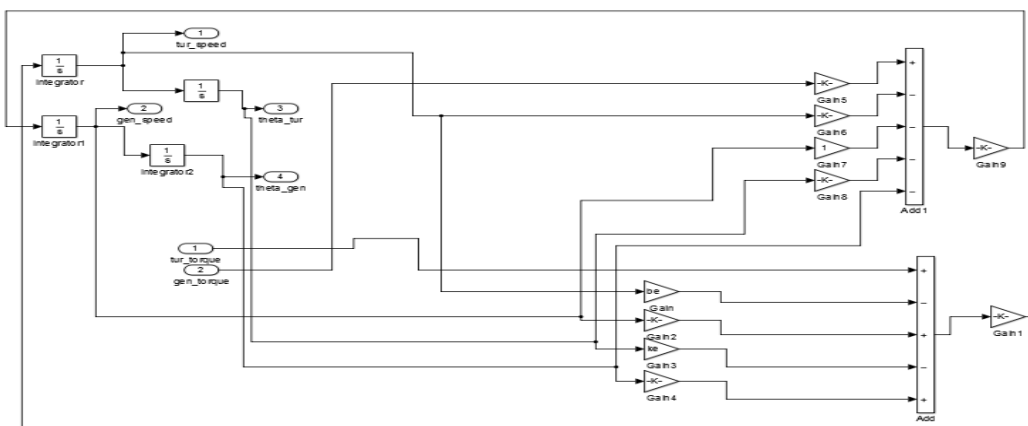 1
tur_speed
1
s
integrator
1
s
2
gen_speed
3
theta_tur
1
s
integrator1
1
s
integrator2
4
theta_gen
1
tur_torque
2
gen_torque
-K-
Gain5
-K-
Gain6
1
Gain7
-K-
Gain8
+
−
−
−
−
Add1
-K-
Gain9
be
Gain
-K-
Gain2
ke
Gain3
-K-
Gain4
+
−
+
−
+
Add
-K-
Gain1